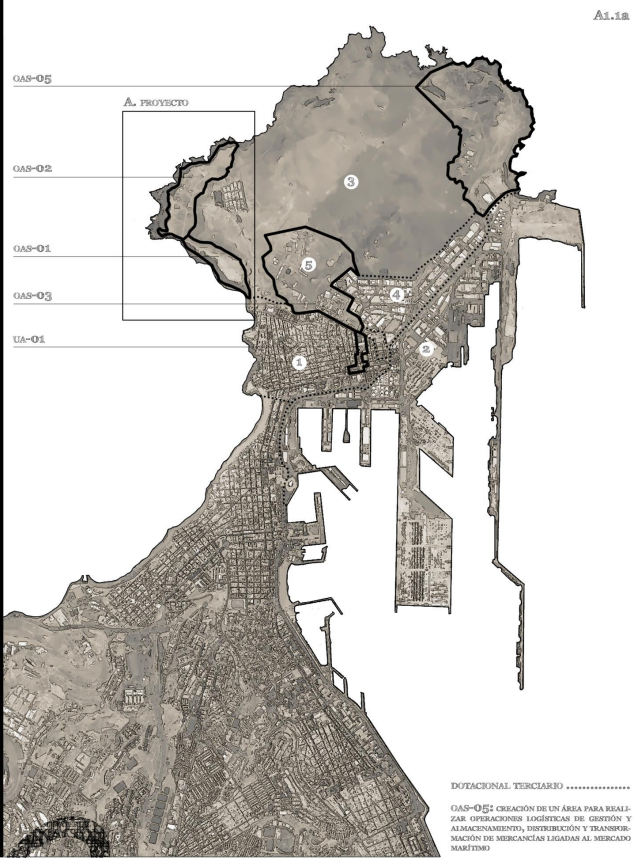 A1.1a
OAS-05
A. PROYECTO
OAS-02
3
OAS-01
5
OAS-03
4
UA-01
1
2
DOTACIONAL TERCIARIO ................
OAS-05: CREACIÓN DE UN ÁREA PARA REALI-
ZAR OPERACIONES LOGÍSTICAS DE GESTIÓN Y
ALMACENAMIENTO, DISTRIBUCIÓN Y TRANSFOR-
MACIÓN DE MERCANCÍAS LIGADAS AL MERCADO
MARÍTIMO